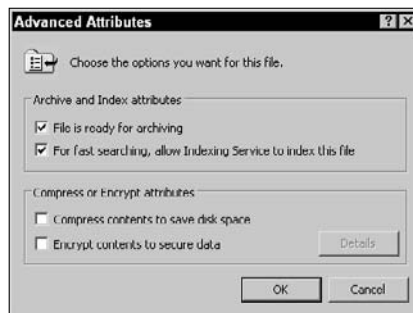 Advanced Attributes
Choose the options you want for this file.
Archive and Index attributes
File is ready for archiving
For fast searching, allow Indexing Service to index this file
Compress or Encrypt attributes
Compress contents to save disk space
Encrypt contents to secure data
Details
OK
Cancel